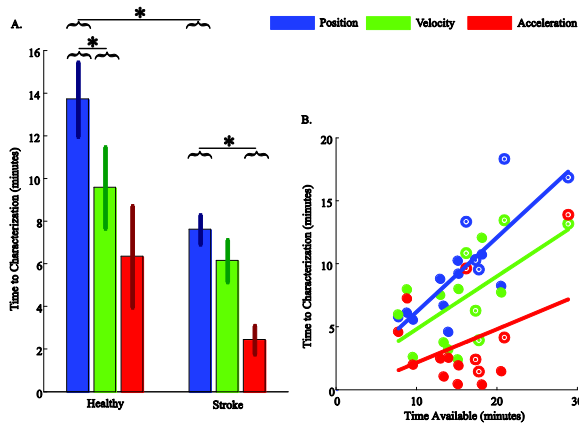 A.
Position Velocity Acceleration
*
*
*
Time to Characterization (minutes)
16
14
12
10
8
6
4
2
0
Healthy Stroke
B.
Time to Characterization (minutes)
20
15
10
5
0
0 10 20 30
Time Available (minutes)